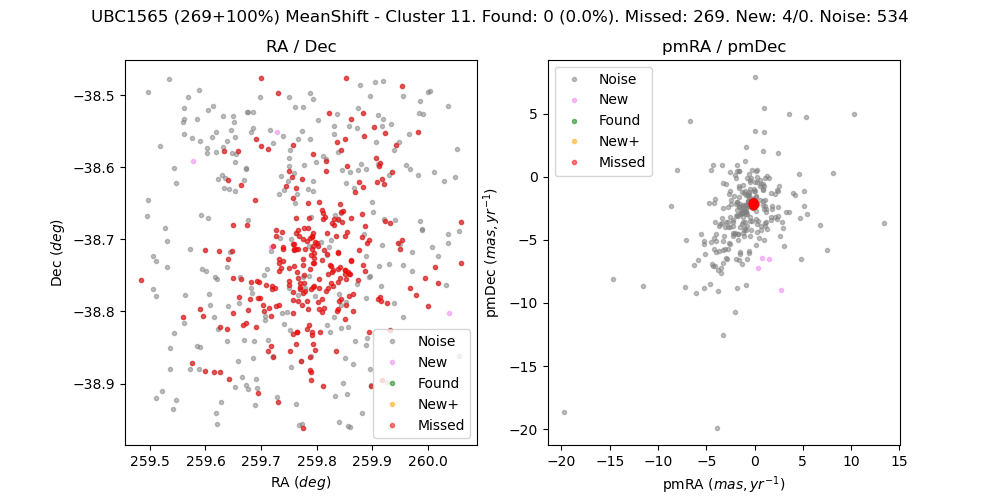 UBC1565 (269+100%) MeanShift - Cluster 11. Found: 0 (0.0%). Missed: 269. New: 4/0. Noise: 534
RA / Dec
pmRA / pmDec
−38.5
−38.6
−38.7
−38.8
−38.9
Dec (deg)
259.5 259.6 259.7 259.8 259.9 260.0
RA (deg)
Noise
New
Found
New+
Missed
5
0
−5
−10
−15
−20
pmDec (mas, yr⁻¹)
−20 −15 −10 −5 0 5 10 15
pmRA (mas, yr⁻¹)
Noise
New
Found
New+
Missed